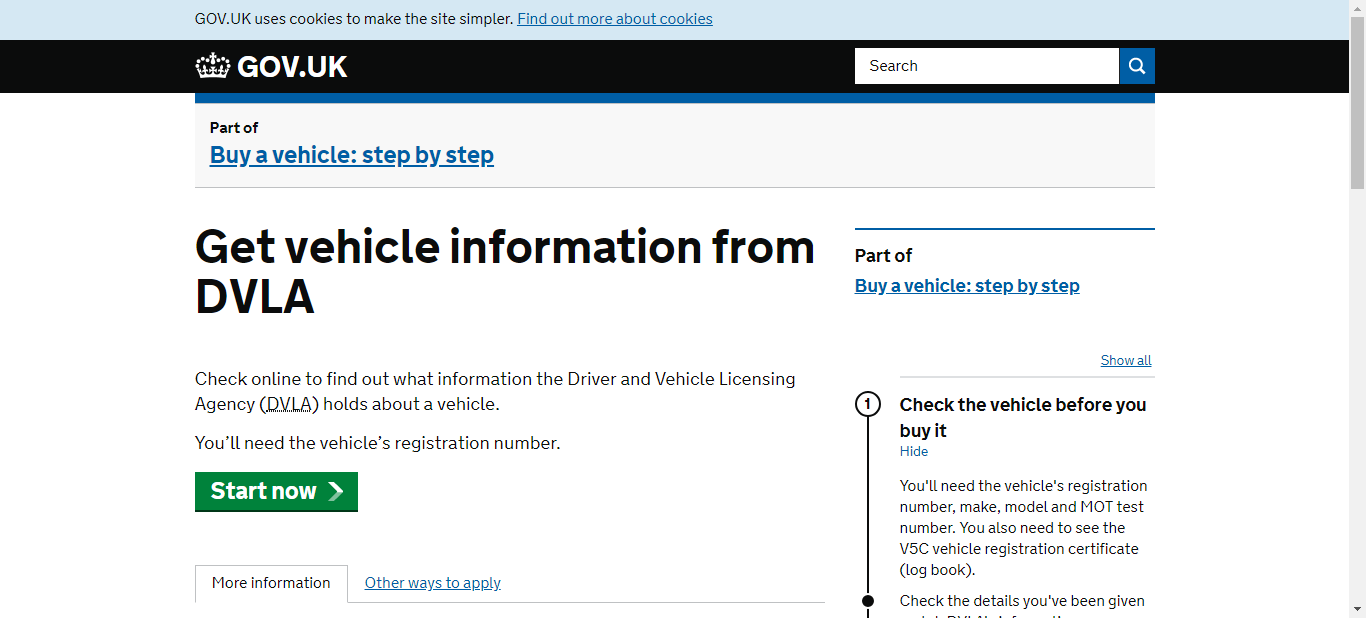 GOV.UK uses cookies to make the site simpler. Find out more about cookies
GOV.UK
Search
Part of
Buy a vehicle: step by step
Get vehicle information from
DVLA
Check online to find out what information the Driver and Vehicle Licensing
Agency (DVLA) holds about a vehicle.
You’ll need the vehicle’s registration number.
Start now
More information
Other ways to apply
Part of
Buy a vehicle: step by step
Show all
1
Check the vehicle before you
buy it
Hide
You'll need the vehicle's registration
number, make, model and MOT test
number. You also need to see the
V5C vehicle registration certificate
(log book).
Check the details you've been given